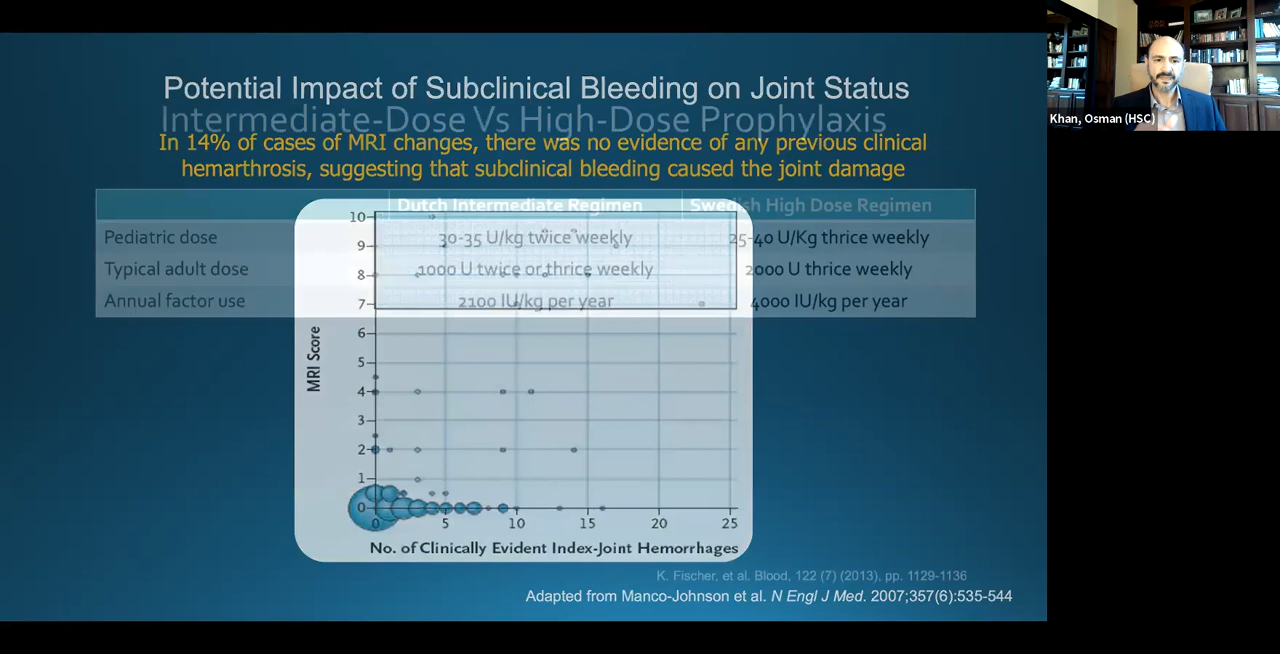 Potential Impact of Subclinical Bleeding on Joint Status
Intermediate-Dose Vs High-Dose Prophylaxis
In 14% of cases of MRI changes, there was no evidence of any previous clinical
hemarthrosis, suggesting that subclinical bleeding caused the joint damage
Dutch Intermediate Regimen Swedish High Dose Regimen
Pediatric dose 30-35 U/kg twice weekly 25-40 U/Kg thrice weekly
Typical adult dose 1000 U twice or thrice weekly 2000 U thrice weekly
Annual factor use 2100 IU/kg per year 4000 IU/kg per year
MRI Score
10
9
8
7
6
5
4
3
2
1
0
0 5 10 15 20 25
No. of Clinically Evident Index-Joint Hemorrhages
K. Fischer, et al. Blood, 122 (7) (2013), pp. 1129-1136
Adapted from Manco-Johnson et al. N Engl J Med. 2007;357(6):535-544
Khan, Osman (HSC)